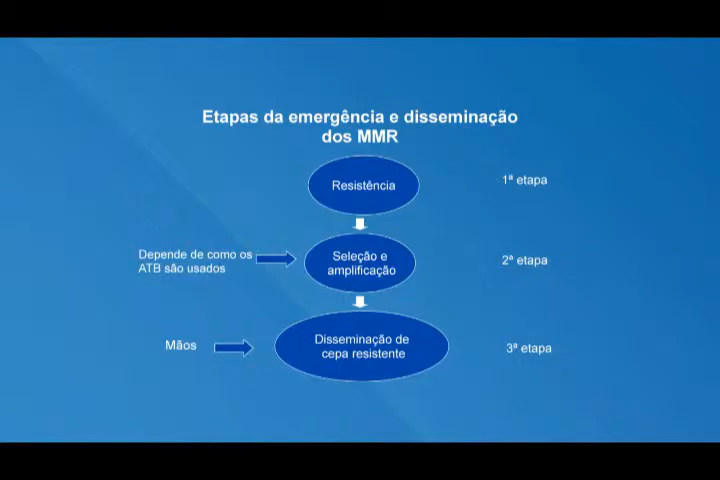 Etapas da emergência e disseminação
dos MMR
Resistência
1ª etapa
Depende de como os
ATB são usados
Seleção e
amplificação
2ª etapa
Mãos
Disseminação de
cepa resistente
3ª etapa